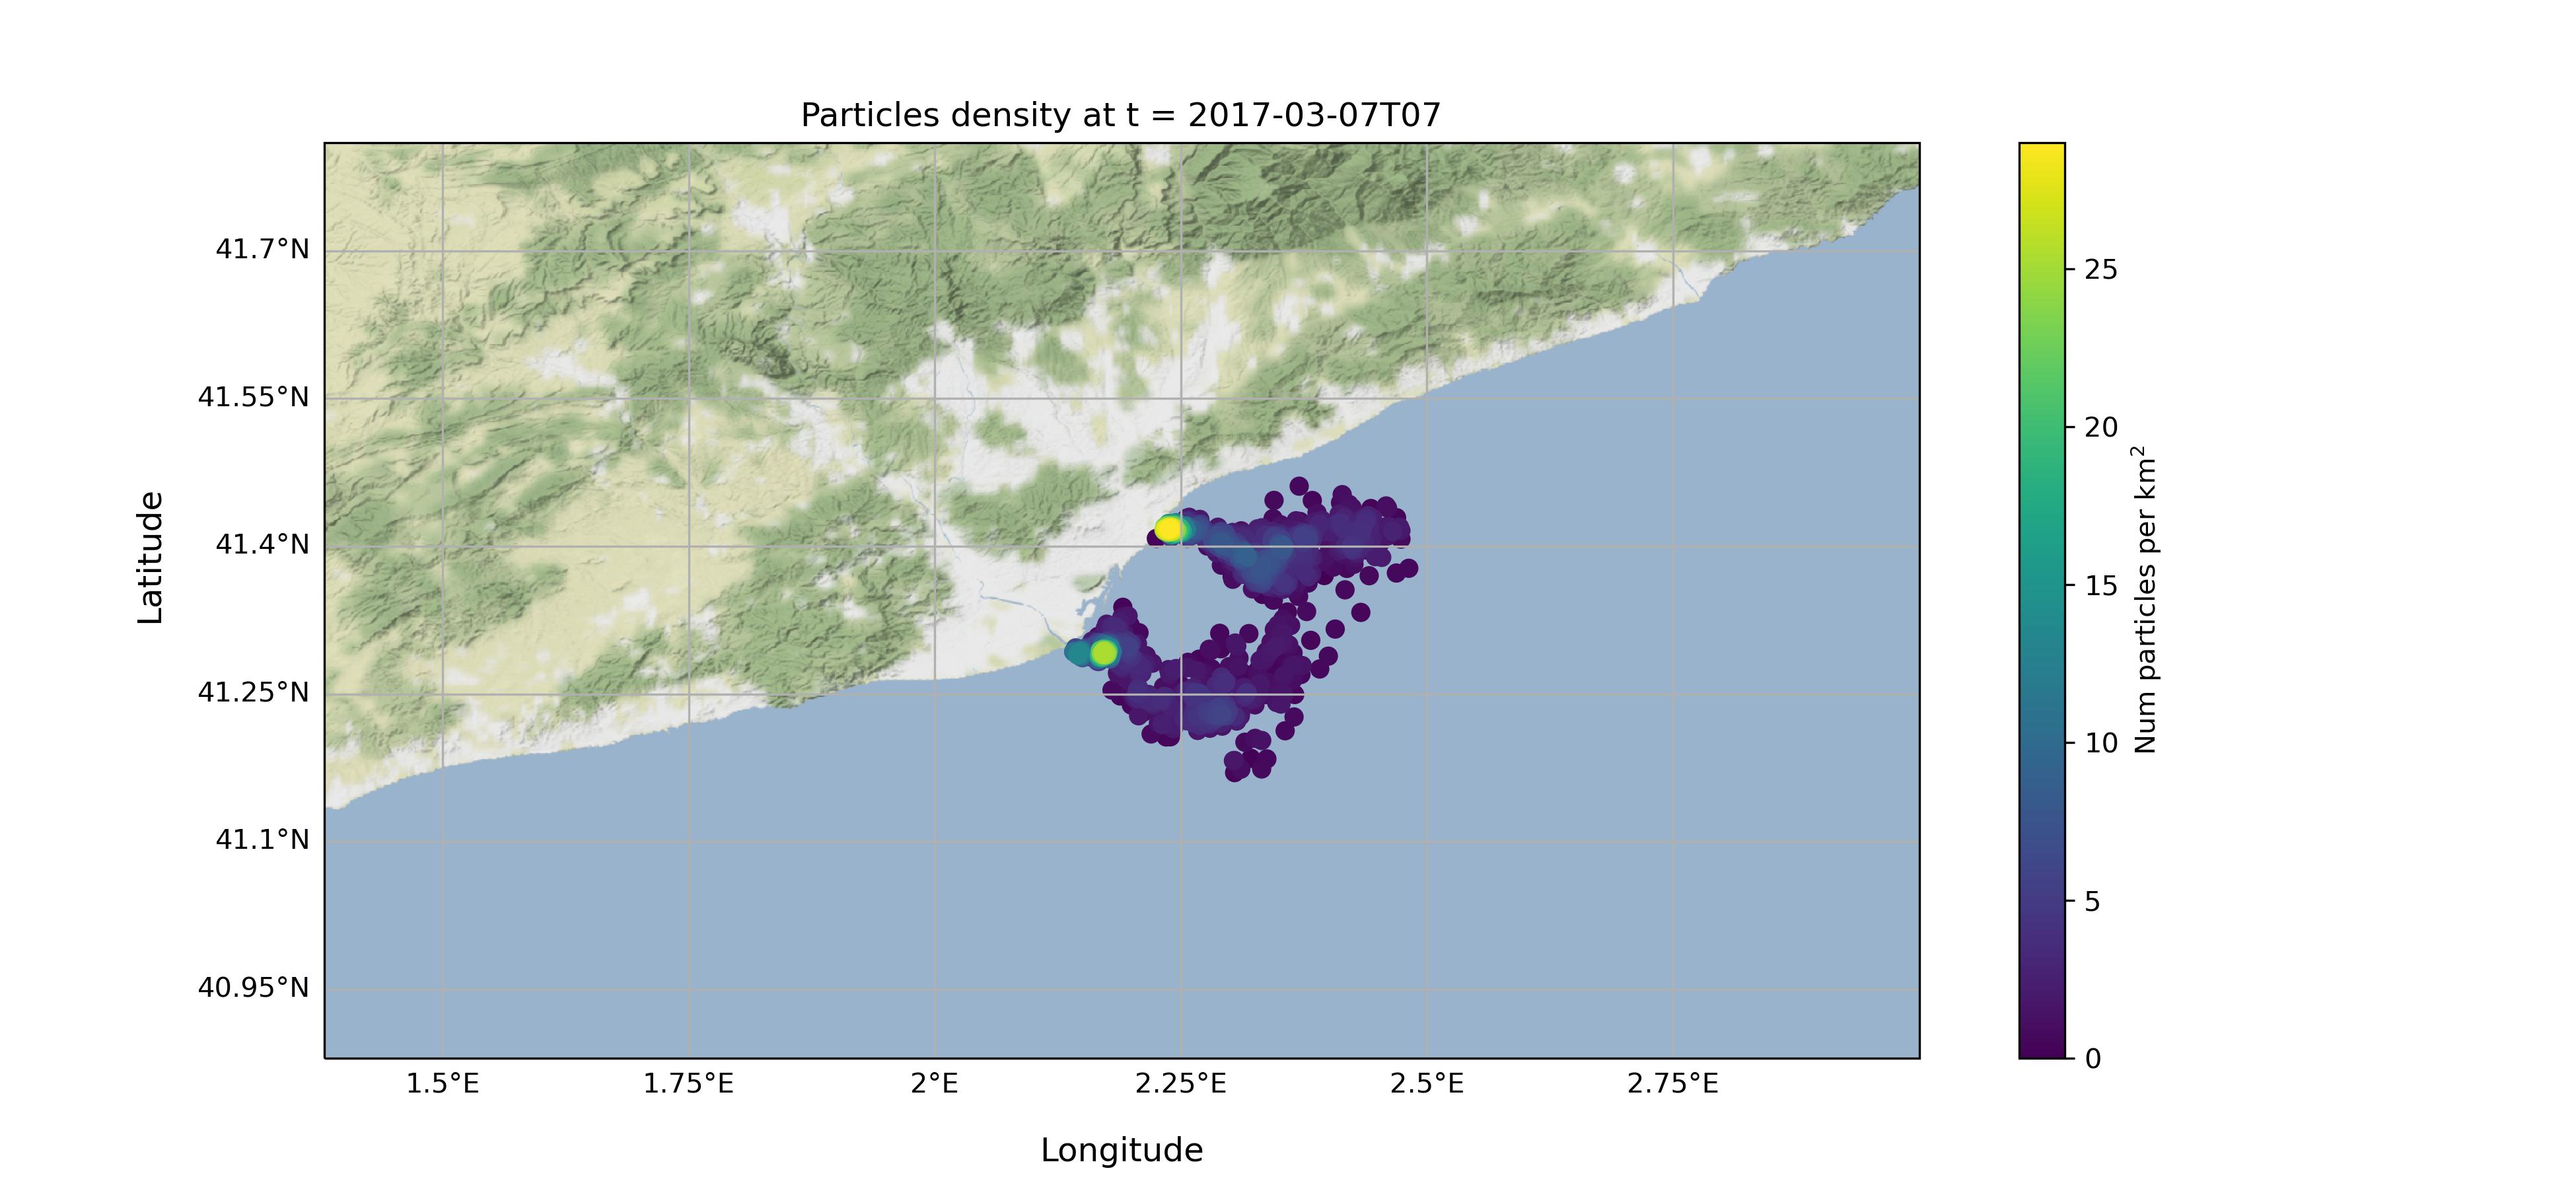 Particles density at t = 2017-03-07T07
41.7°N
41.55°N
41.4°N
41.25°N
41.1°N
40.95°N
Latitude
1.5°E
1.75°E
2°E
2.25°E
2.5°E
2.75°E
Longitude
25
20
15
10
5
0
Num particles per km²